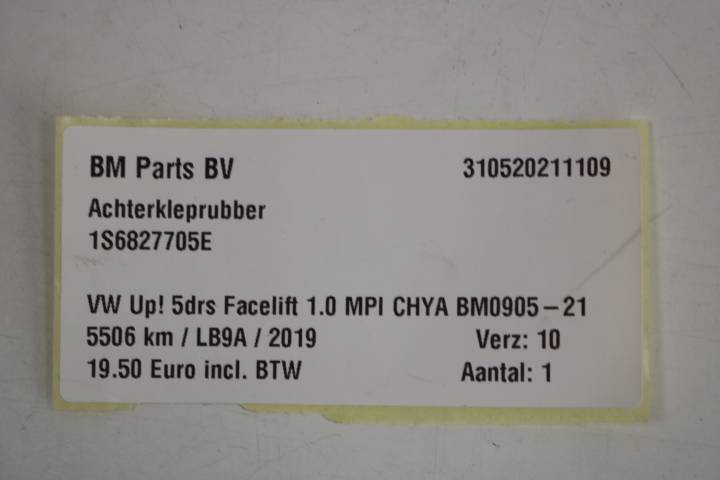 BM Parts BV 310520211109
Achterkleprubber
1S6827705E
VW Up! 5drs Facelift 1.0 MPI CHYA BM0905-21
5506 km / LB9A / 2019 Verz: 10
19.50 Euro incl. BTW Aantal: 1